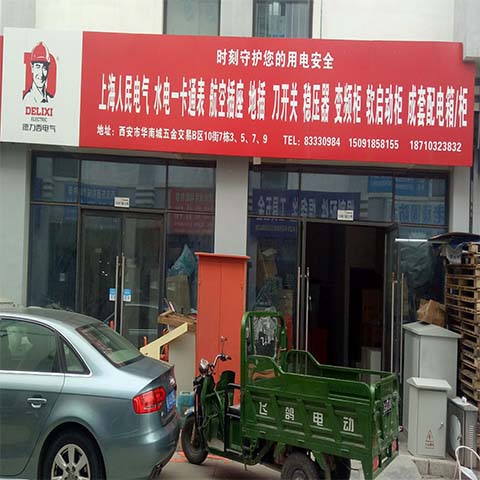 时刻守护您的用电安全
DELIXI
ELECTRIC
德力西电气
上海人民电气 水电一卡通表 航空插座 地插 刀开关 稳压器 变频柜 软启动柜 成套配电箱/柜
地址：西安市华南城五金交易B区10街7栋3、5、7、9 TEL：83330984 15091858155 18710323832
飞鸽电动